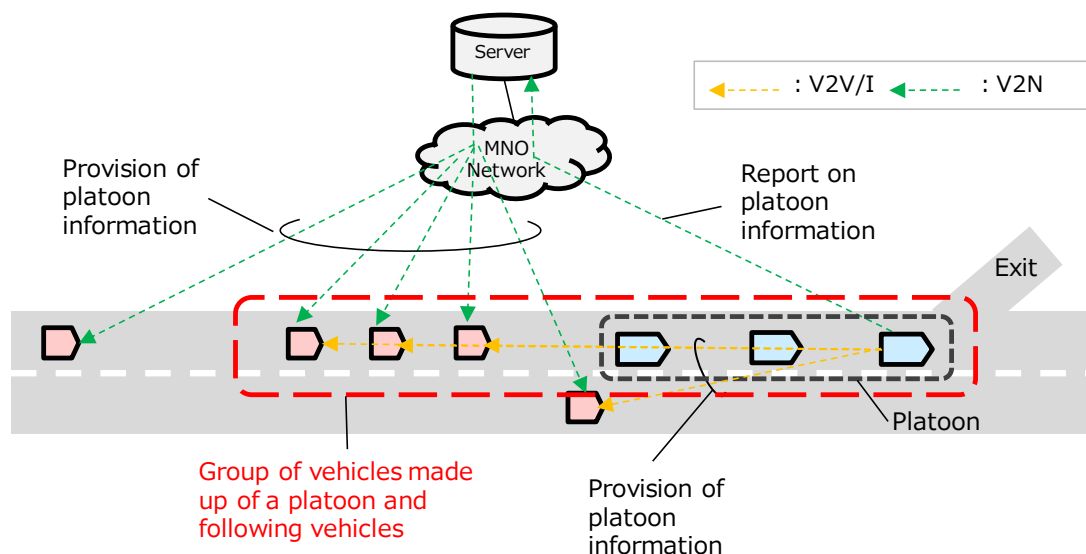 Server
: V2V/I
: V2N
MNO
Network
Provision of
platoon
information
Report on
platoon
information
Exit
Platoon
Group of vehicles made
up of a platoon and
following vehicles
Provision of
platoon
information